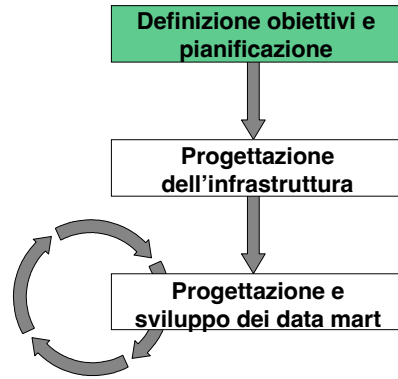 Definizione obiettivi e
pianificazione
Progettazione
dell'infrastruttura
Progettazione e
sviluppo dei data mart